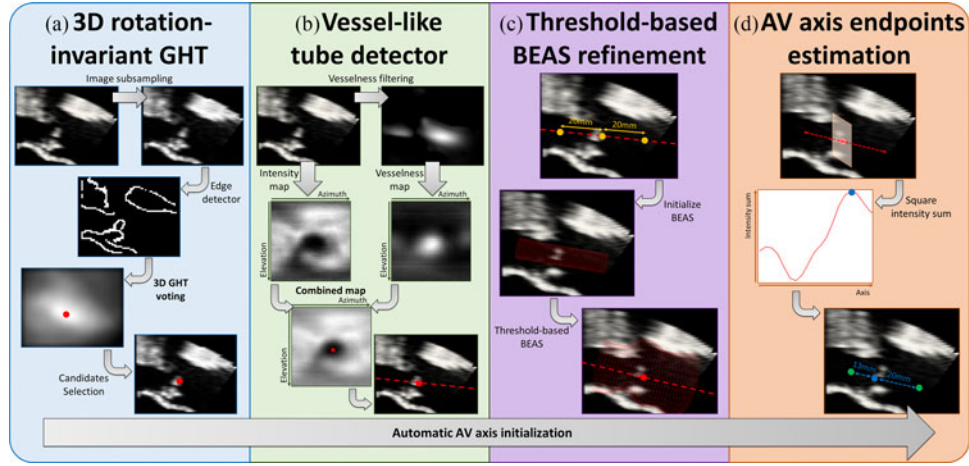 (a) 3D rotation-
invariant GHT
Image subsampling
Edge
detector
3D GHT
voting
Candidates
Selection
(b) Vessel-like
tube detector
Vesselness filtering
Intensity
map
Vesselness
map
Azimuth
Elevation
Azimuth
Elevation
Combined map
Azimuth
Elevation
(c) Threshold-based
BEAS refinement
20mm
20mm
Initialize
BEAS
Threshold-based
BEAS
(d) AV axis endpoints
estimation
Square
intensity sum
Intensity sum
Axis
13mm
20mm
Automatic AV axis initialization